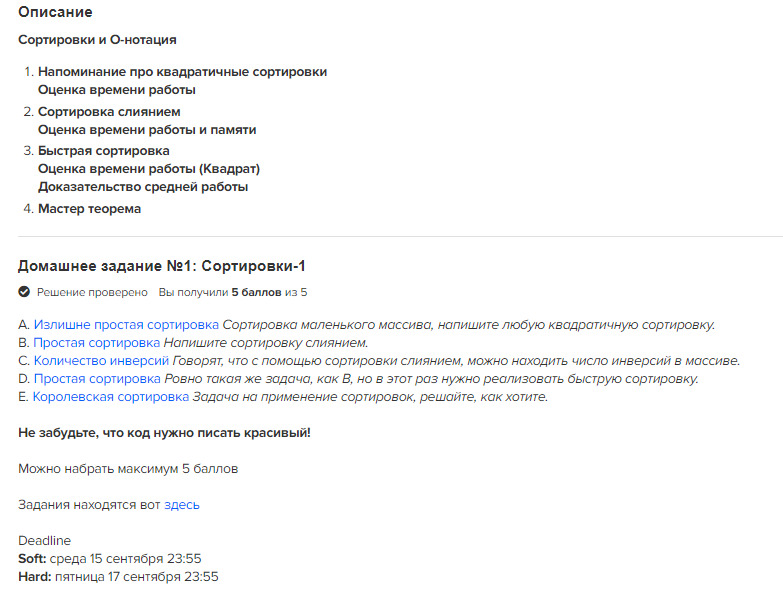 Описание
Сортировки и О-нотация
1. Напоминание про квадратичные сортировки
Оценка времени работы
2. Сортировка слиянием
Оценка времени работы и памяти
3. Быстрая сортировка
Оценка времени работы (Квадрат)
Доказательство средней работы
4. Мастер теорема
Домашнее задание №1: Сортировки-1
Решение проверено Вы получили 5 баллов из 5
A. Излишне простая сортировка Сортировка маленького массива, напишите любую квадратичную сортировку.
B. Простая сортировка Напишите сортировку слиянием.
C. Количество инверсий Говорят, что с помощью сортировки слиянием, можно находить число инверсий в массиве.
D. Простая сортировка Ровно такая же задача, как B, но в этот раз нужно реализовать быструю сортировку.
E. Королевская сортировка Задача на применение сортировок, решайте, как хотите.
Не забудьте, что код нужно писать красивый!
Можно набрать максимум 5 баллов
Задания находятся вот здесь
Deadline
Soft: среда 15 сентября 23:55
Hard: пятница 17 сентября 23:55